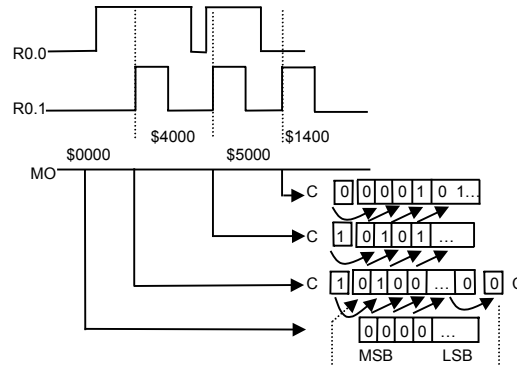 R0.0
R0.1
$4000 $1400
$0000 $5000
MO
C 0 0 0 0 1 0 1...
C 1 0 1 0 1 ...
C 1 0 1 0 0 ... 0 0 C
0 0 0 0 ...
MSB LSB